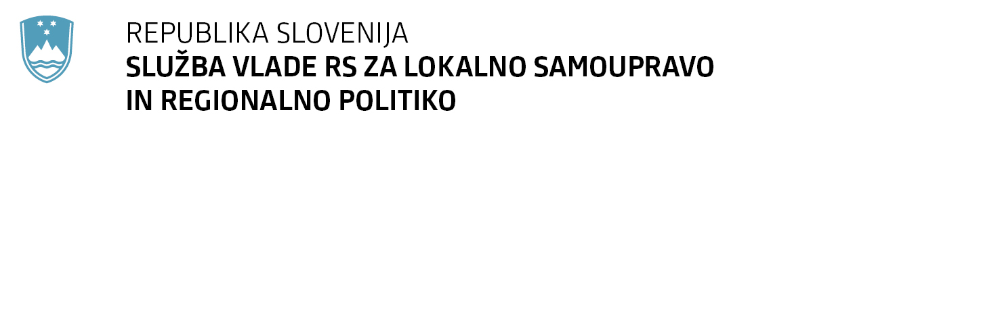 REPUBLIKA SLOVENIJA
SLUŽBA VLADE RS ZA LOKALNO SAMOUPRAVO
IN REGIONALNO POLITIKO